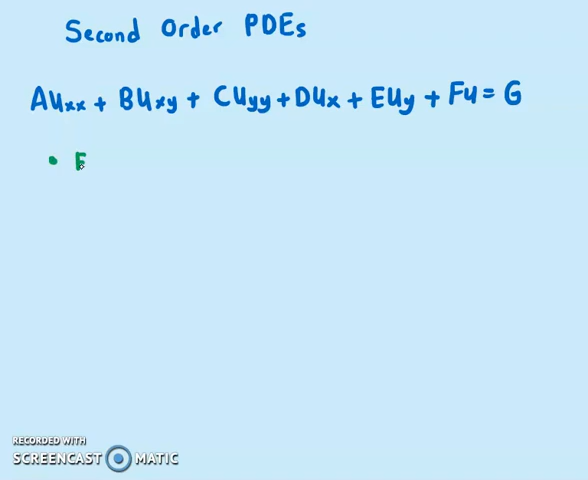 Second Order PDEs
Auxx + Buxy + Cuyy + Dux + Euy + Fu = G
•
RECORDED WITH
SCREENCAST MATIC